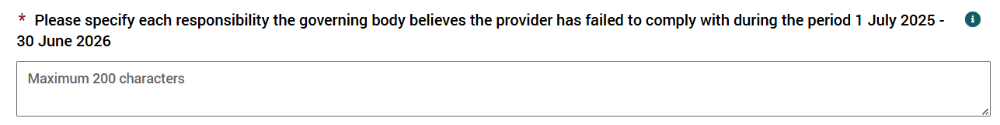 * Please specify each responsibility the governing body believes the provider has failed to comply with during the period 1 July 2025 -
30 June 2026
Maximum 200 characters